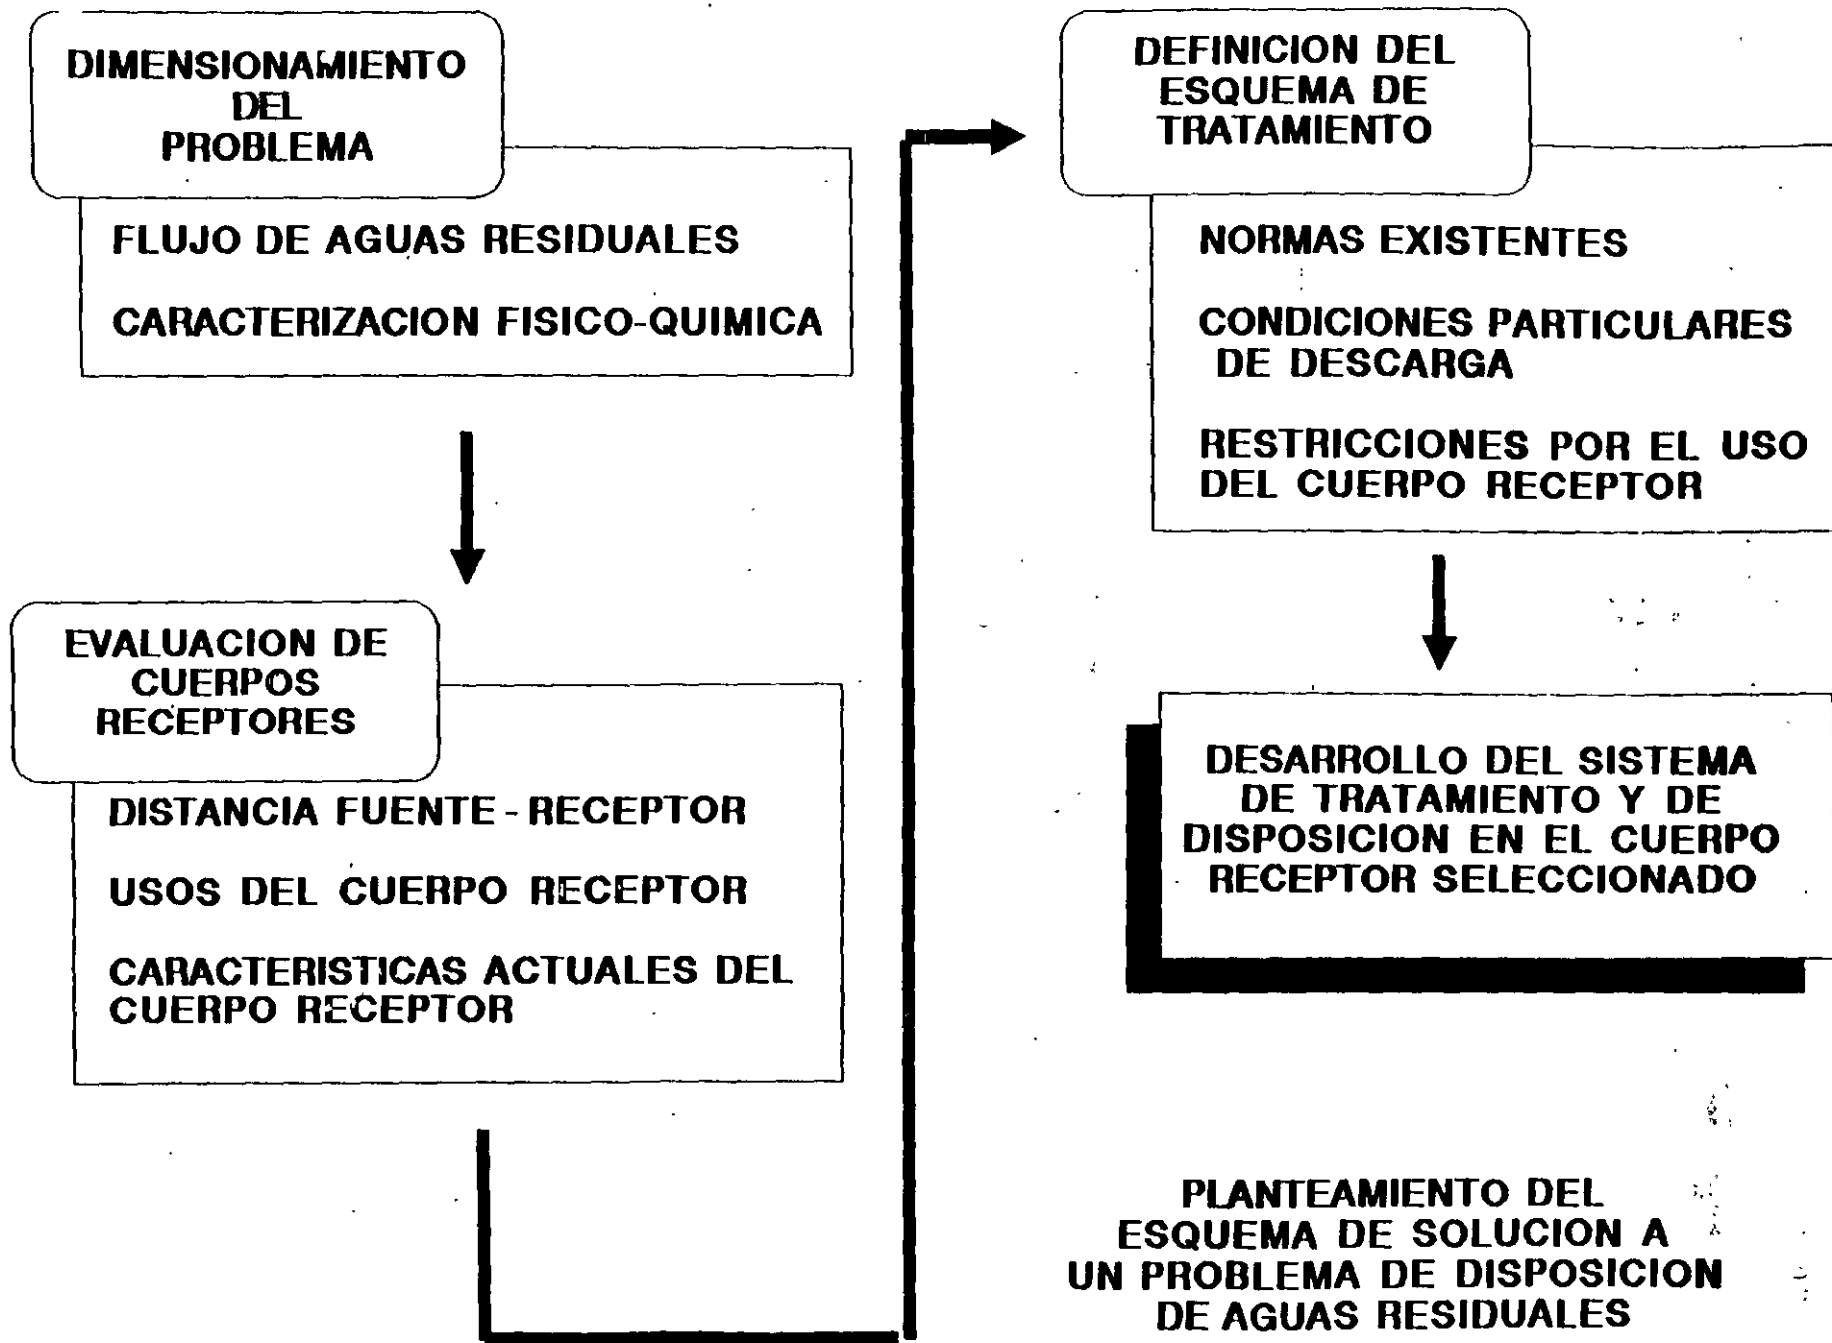 DIMENSIONAMIENTO
DEL
PROBLEMA
FLUJO DE AGUAS RESIDUALES
CARACTERIZACION FISICO-QUIMICA
EVALUACION DE
CUERPOS
RECEPTORES
DISTANCIA FUENTE - RECEPTOR
USOS DEL CUERPO RECEPTOR
CARACTERISTICAS ACTUALES DEL
CUERPO RECEPTOR
DEFINICION DEL
ESQUEMA DE
TRATAMIENTO
NORMAS EXISTENTES
CONDICIONES PARTICULARES
DE DESCARGA
RESTRICCIONES POR EL USO
DEL CUERPO RECEPTOR
DESARROLLO DEL SISTEMA
DE TRATAMIENTO Y DE
DISPOSICION EN EL CUERPO
RECEPTOR SELECCIONADO
PLANTEAMIENTO DEL
ESQUEMA DE SOLUCION A
UN PROBLEMA DE DISPOSICION
DE AGUAS RESIDUALES